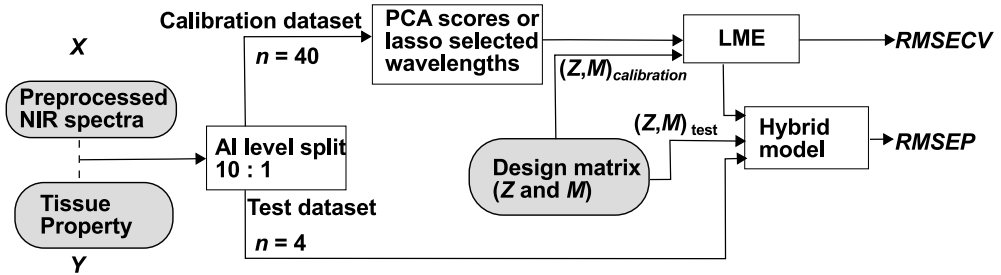 X
Preprocessed
NIR spectra
Tissue
Property
Y
AI level split
10 : 1
Calibration dataset
n = 40
Test dataset
n = 4
PCA scores or
lasso selected
wavelengths
(Z,M)calibration
Design matrix
(Z and M)
(Z,M) test
LME
Hybrid
model
RMSECV
RMSEP